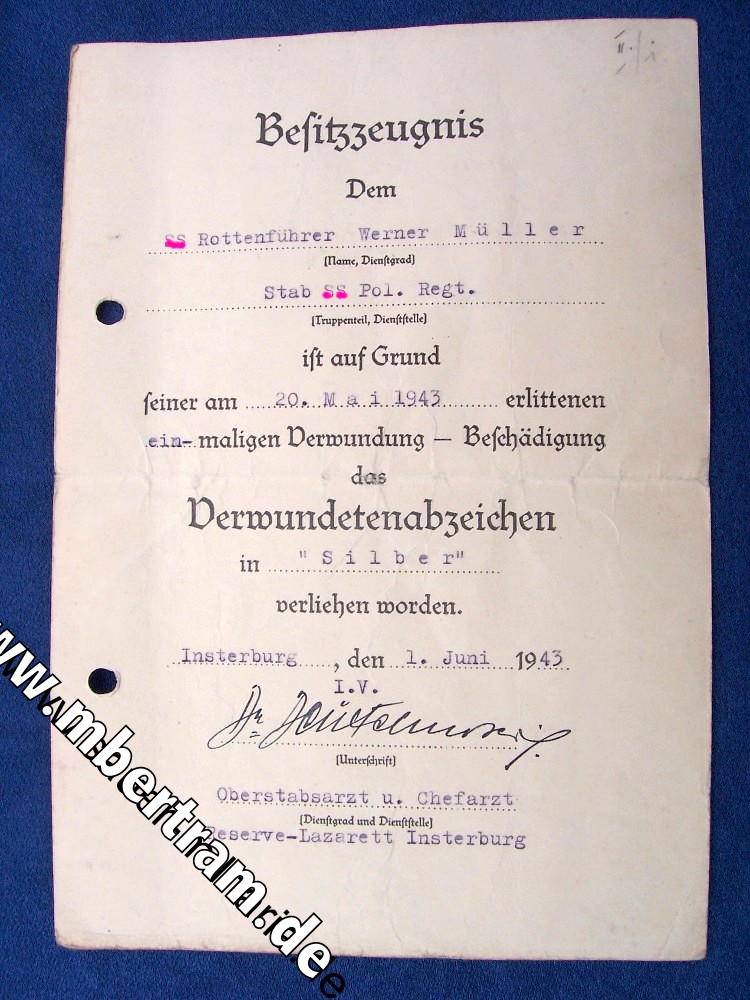 Besitzzeugnis
Dem
SS Rottenführer Werner Müller
(Name, Dienstgrad)
Stab SS Pol. Regt.
(Truppenteil, Dienststelle)
ist auf Grund
seiner am 20. Mai 1943 erlittenen
ein-maligen Verwundung – Beschädigung
das
Verwundetenabzeichen
in "Silber"
verliehen worden.
Insterburg, den 1. Juni 1943
I.V.
Dr.
(Unterschrift)
Oberstabsarzt u. Chefarzt
(Dienstgrad und Dienststelle)
Reserve-Lazarett Insterburg
www.mbertram.de